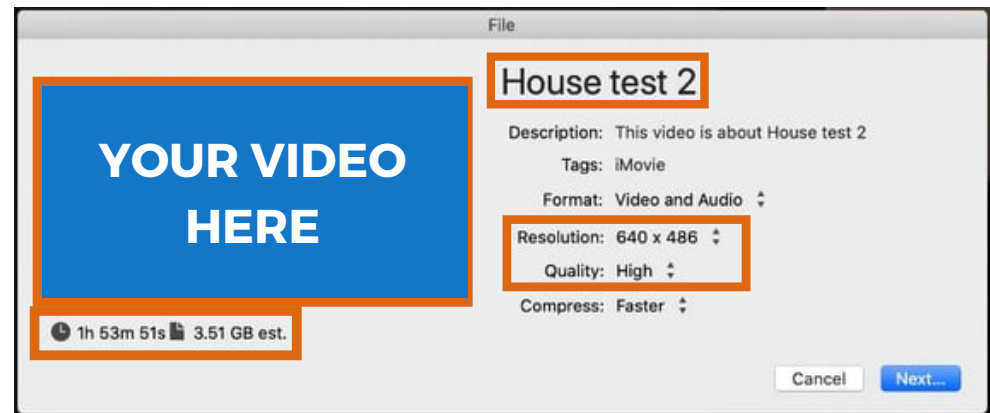 File
YOUR VIDEO
HERE
1h 53m 51s 3.51 GB est.
House test 2
Description: This video is about House test 2
Tags: iMovie
Format: Video and Audio
Resolution: 640 x 486
Quality: High
Compress: Faster
Cancel
Next...